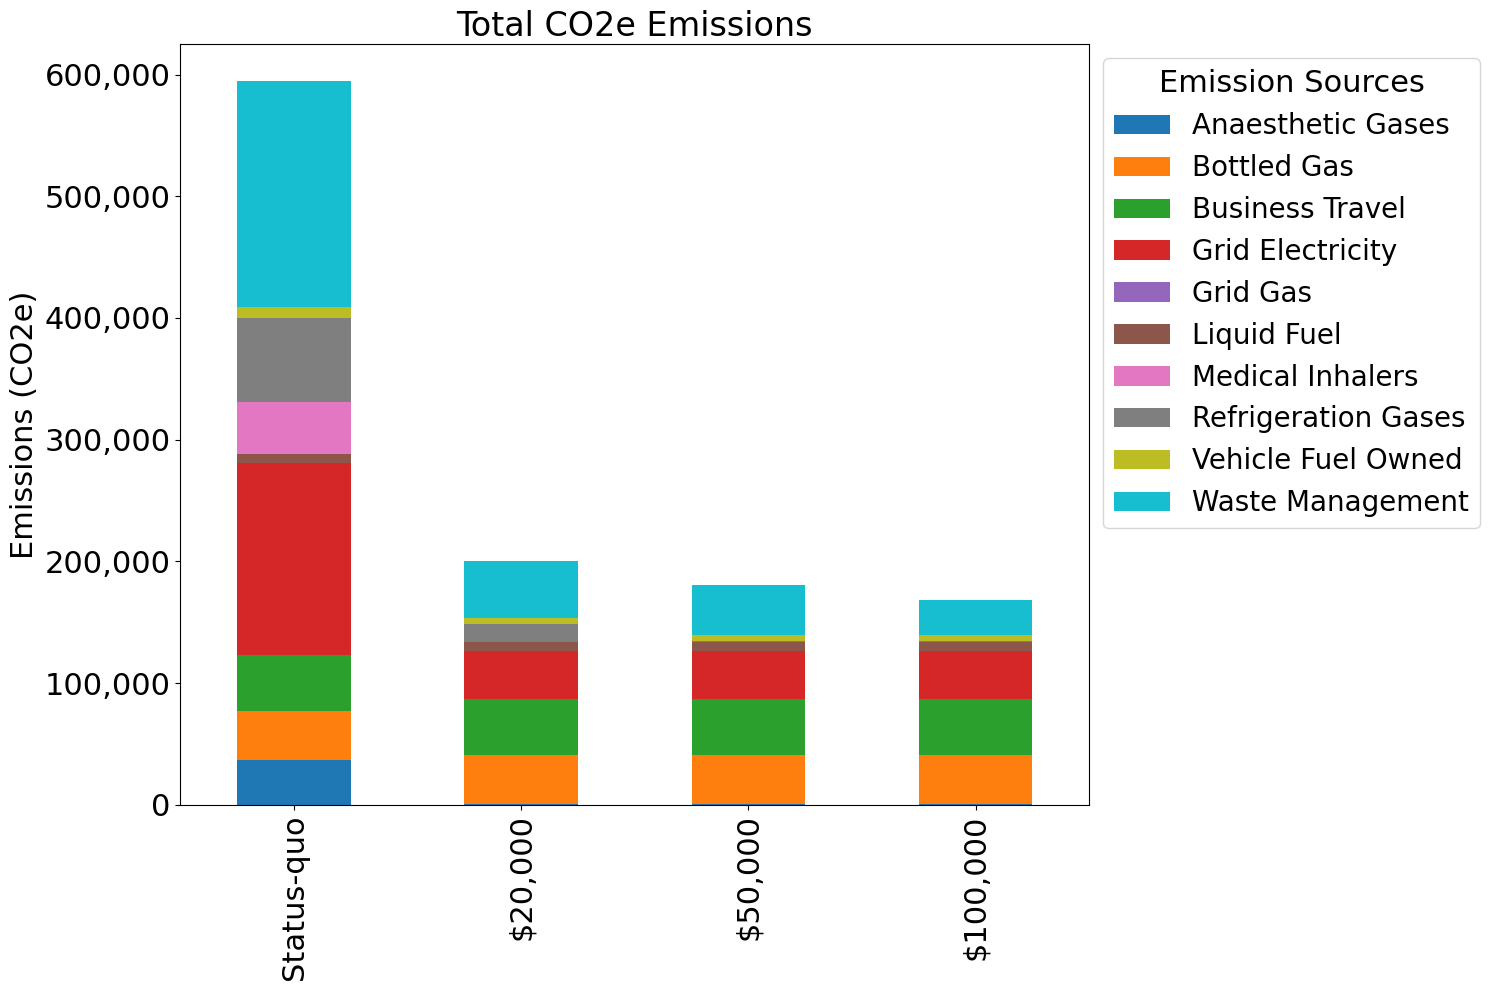 Total CO2e Emissions
Emissions (CO2e)
600,000
500,000
400,000
300,000
200,000
100,000
0
Status-quo
$20,000
$50,000
$100,000
Emission Sources
Anaesthetic Gases
Bottled Gas
Business Travel
Grid Electricity
Grid Gas
Liquid Fuel
Medical Inhalers
Refrigeration Gases
Vehicle Fuel Owned
Waste Management